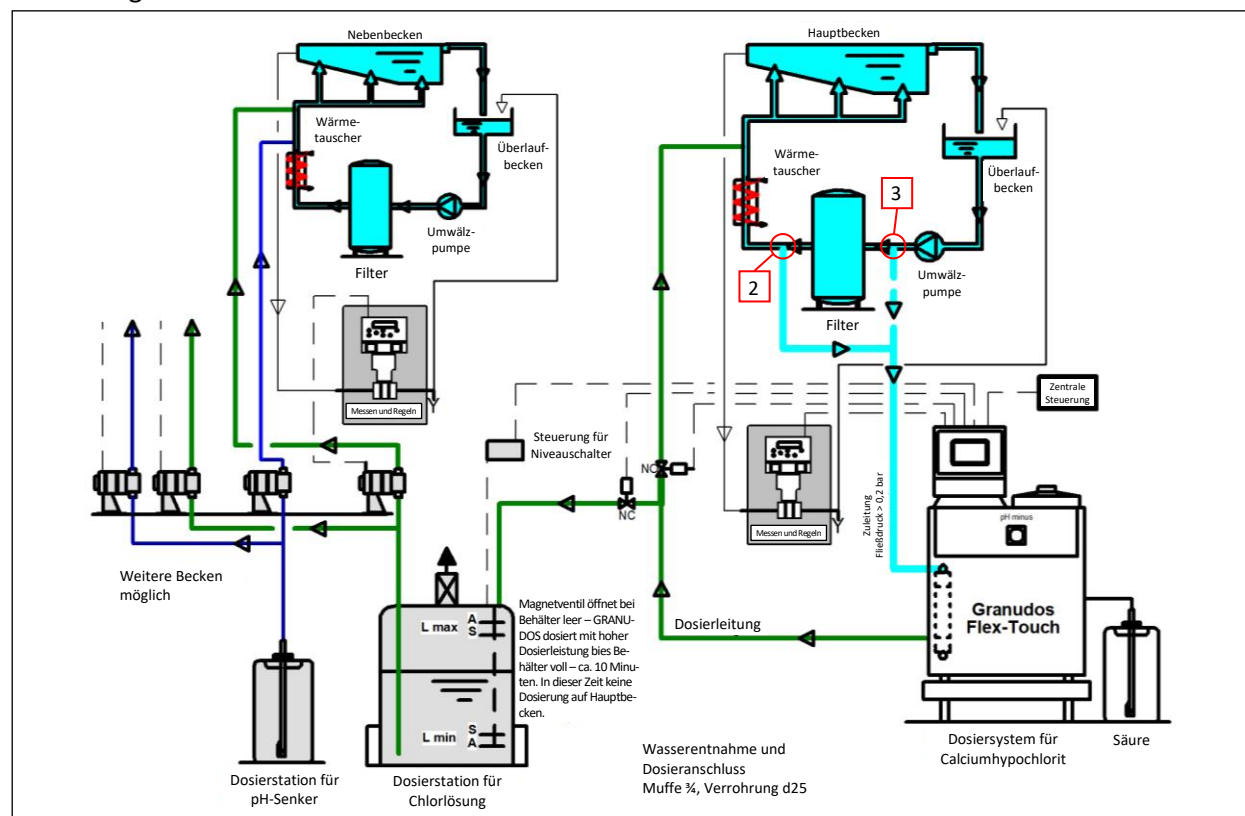 Nebenbecken
Wärme-
tauscher
Überlauf-
becken
Umwälz-
pumpe
Filter
Messen und Regeln
Hauptbecken
Wärme-
tauscher
Überlauf-
becken
3
2
Umwälz-
pumpe
Filter
Zentrale
Steuerung
Steuerung für
Niveauschalter
NC
NC
Messen und Regeln
Zuleitung
Fließdruck > 0,2 bar
pH minus
Granudos
Flex-Touch
Weitere Becken
möglich
L max
A
S
L min
S
A
Magnetventil öffnet bei
Behälter leer – GRANU-
DOS dosiert mit hoher
Dosierleistung bies Be-
hälter voll – ca. 10 Minu-
ten. In dieser Zeit keine
Dosierung auf Hauptbe-
cken.
Dosierleitung
Wasserentnahme und
Dosieranschluss
Muffe ¾, Verrohrung d25
Dosierstation für
pH-Senker
Dosierstation für
Chlorlösung
Dosiersystem für
Calciumhypochlorit
Säure